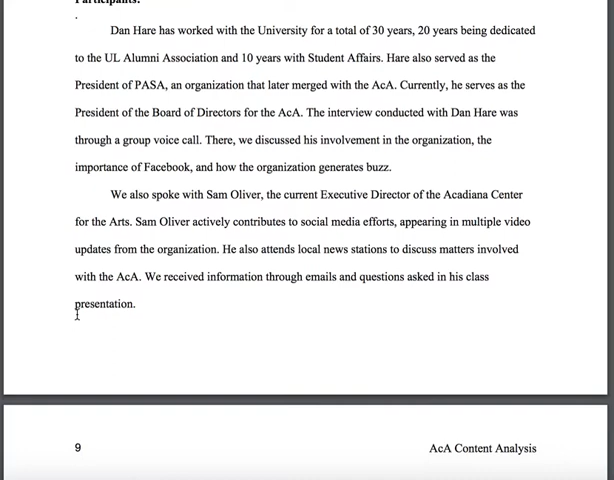 Participants:
.
Dan Hare has worked with the University for a total of 30 years, 20 years being dedicated
to the UL Alumni Association and 10 years with Student Affairs. Hare also served as the
President of PASA, an organization that later merged with the AcA. Currently, he serves as the
President of the Board of Directors for the AcA. The interview conducted with Dan Hare was
through a group voice call. There, we discussed his involvement in the organization, the
importance of Facebook, and how the organization generates buzz.
We also spoke with Sam Oliver, the current Executive Director of the Acadiana Center
for the Arts. Sam Oliver actively contributes to social media efforts, appearing in multiple video
updates from the organization. He also attends local news stations to discuss matters involved
with the AcA. We received information through emails and questions asked in his class
presentation.
9 AcA Content Analysis